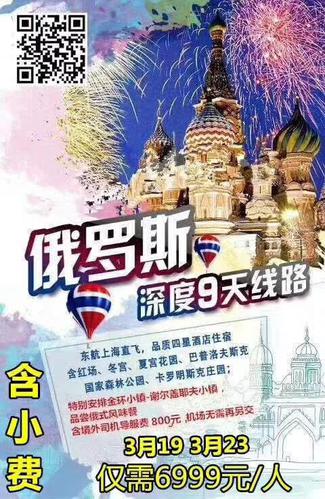 俄罗斯
深度9天线路
东航上海直飞，品质四星酒店住宿
含红场、冬宫、夏宫花园、巴普洛夫斯克
国家森林公园、卡罗明斯克庄园；
特别安排金环小镇-谢尔盖耶夫小镇，
品尝俄式风味餐
含境外司机导服费 800元，机场无需再另交
含小费
3月19 3月23
仅需6999元/人